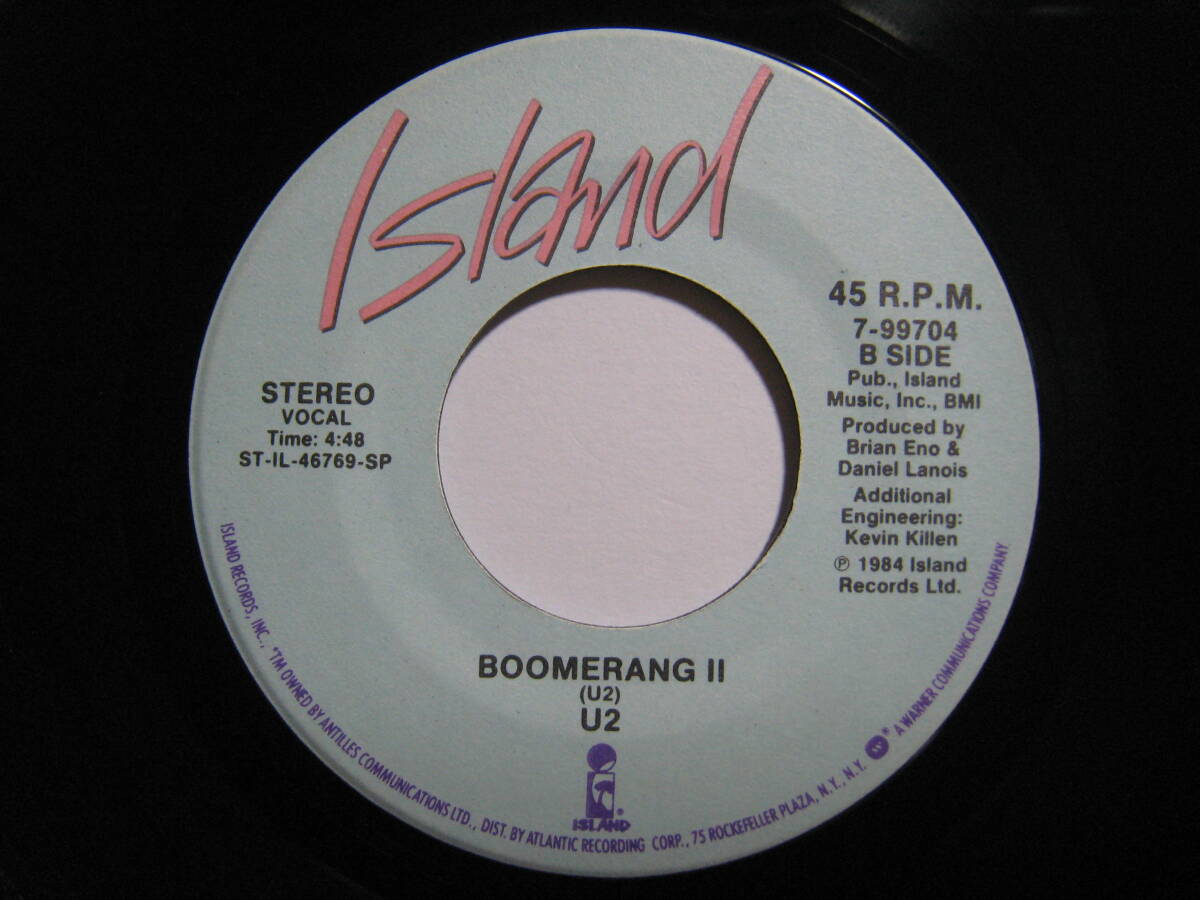 Island
45 R.P.M.
7-99704
B SIDE
Pub., Island
Music, Inc., BMI
Produced by
Brian Eno &
Daniel Lanois
Additional
Engineering:
Kevin Killen
℗ 1984 Island
Records Ltd.
STEREO
VOCAL
Time: 4:48
ST-IL-46769-SP
BOOMERANG II
(U2)
U2
ISLAND®
ISLAND RECORDS, INC., *TM OWNED BY ANTILLES COMMUNICATIONS LTD., DIST. BY ATLANTIC RECORDING CORP., 75 ROCKEFELLER PLAZA, N.Y., N.Y. ® A WARNER COMMUNICATIONS COMPANY